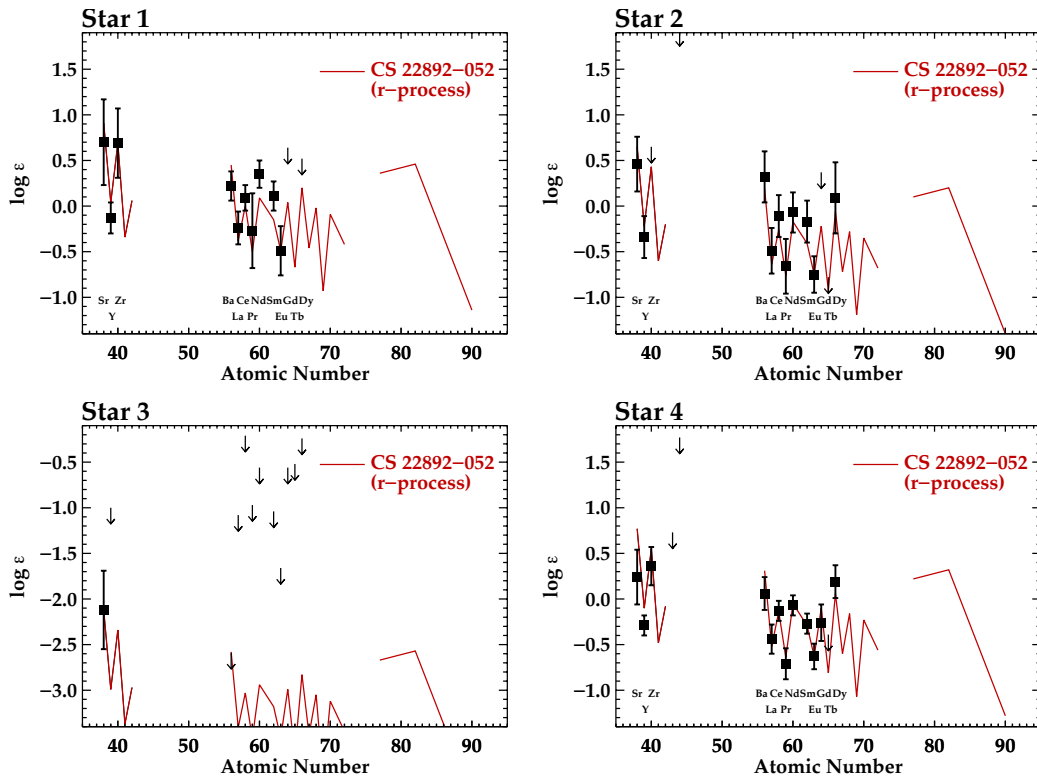 Star 1
1.5
1.0
0.5
0.0
−0.5
−1.0
log ε
CS 22892−052
(r−process)
Sr Zr
Y
Ba Ce Nd Sm Gd Dy
La Pr Eu Tb
40 50 60 70 80 90
Atomic Number
Star 2
1.5
1.0
0.5
0.0
−0.5
−1.0
log ε
CS 22892−052
(r−process)
Sr Zr
Y
Ba Ce Nd Sm Gd Dy
La Pr Eu Tb
40 50 60 70 80 90
Atomic Number
Star 3
−0.5
−1.0
−1.5
−2.0
−2.5
−3.0
log ε
CS 22892−052
(r−process)
40 50 60 70 80 90
Atomic Number
Star 4
1.5
1.0
0.5
0.0
−0.5
−1.0
log ε
CS 22892−052
(r−process)
Sr Zr
Y
Ba Ce Nd Sm Gd Dy
La Pr Eu Tb
40 50 60 70 80 90
Atomic Number